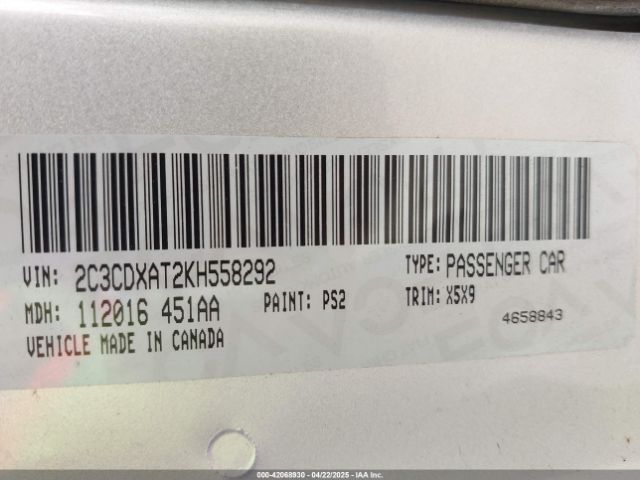 VIN: 2C3CDXAT2KH558292 TYPE: PASSENGER CAR
MDH: 112016 451AA PAINT: PS2 TRIM: X5X9
4658843
VEHICLE MADE IN CANADA
000-42068930 - 04/22/2025 - IAA Inc.